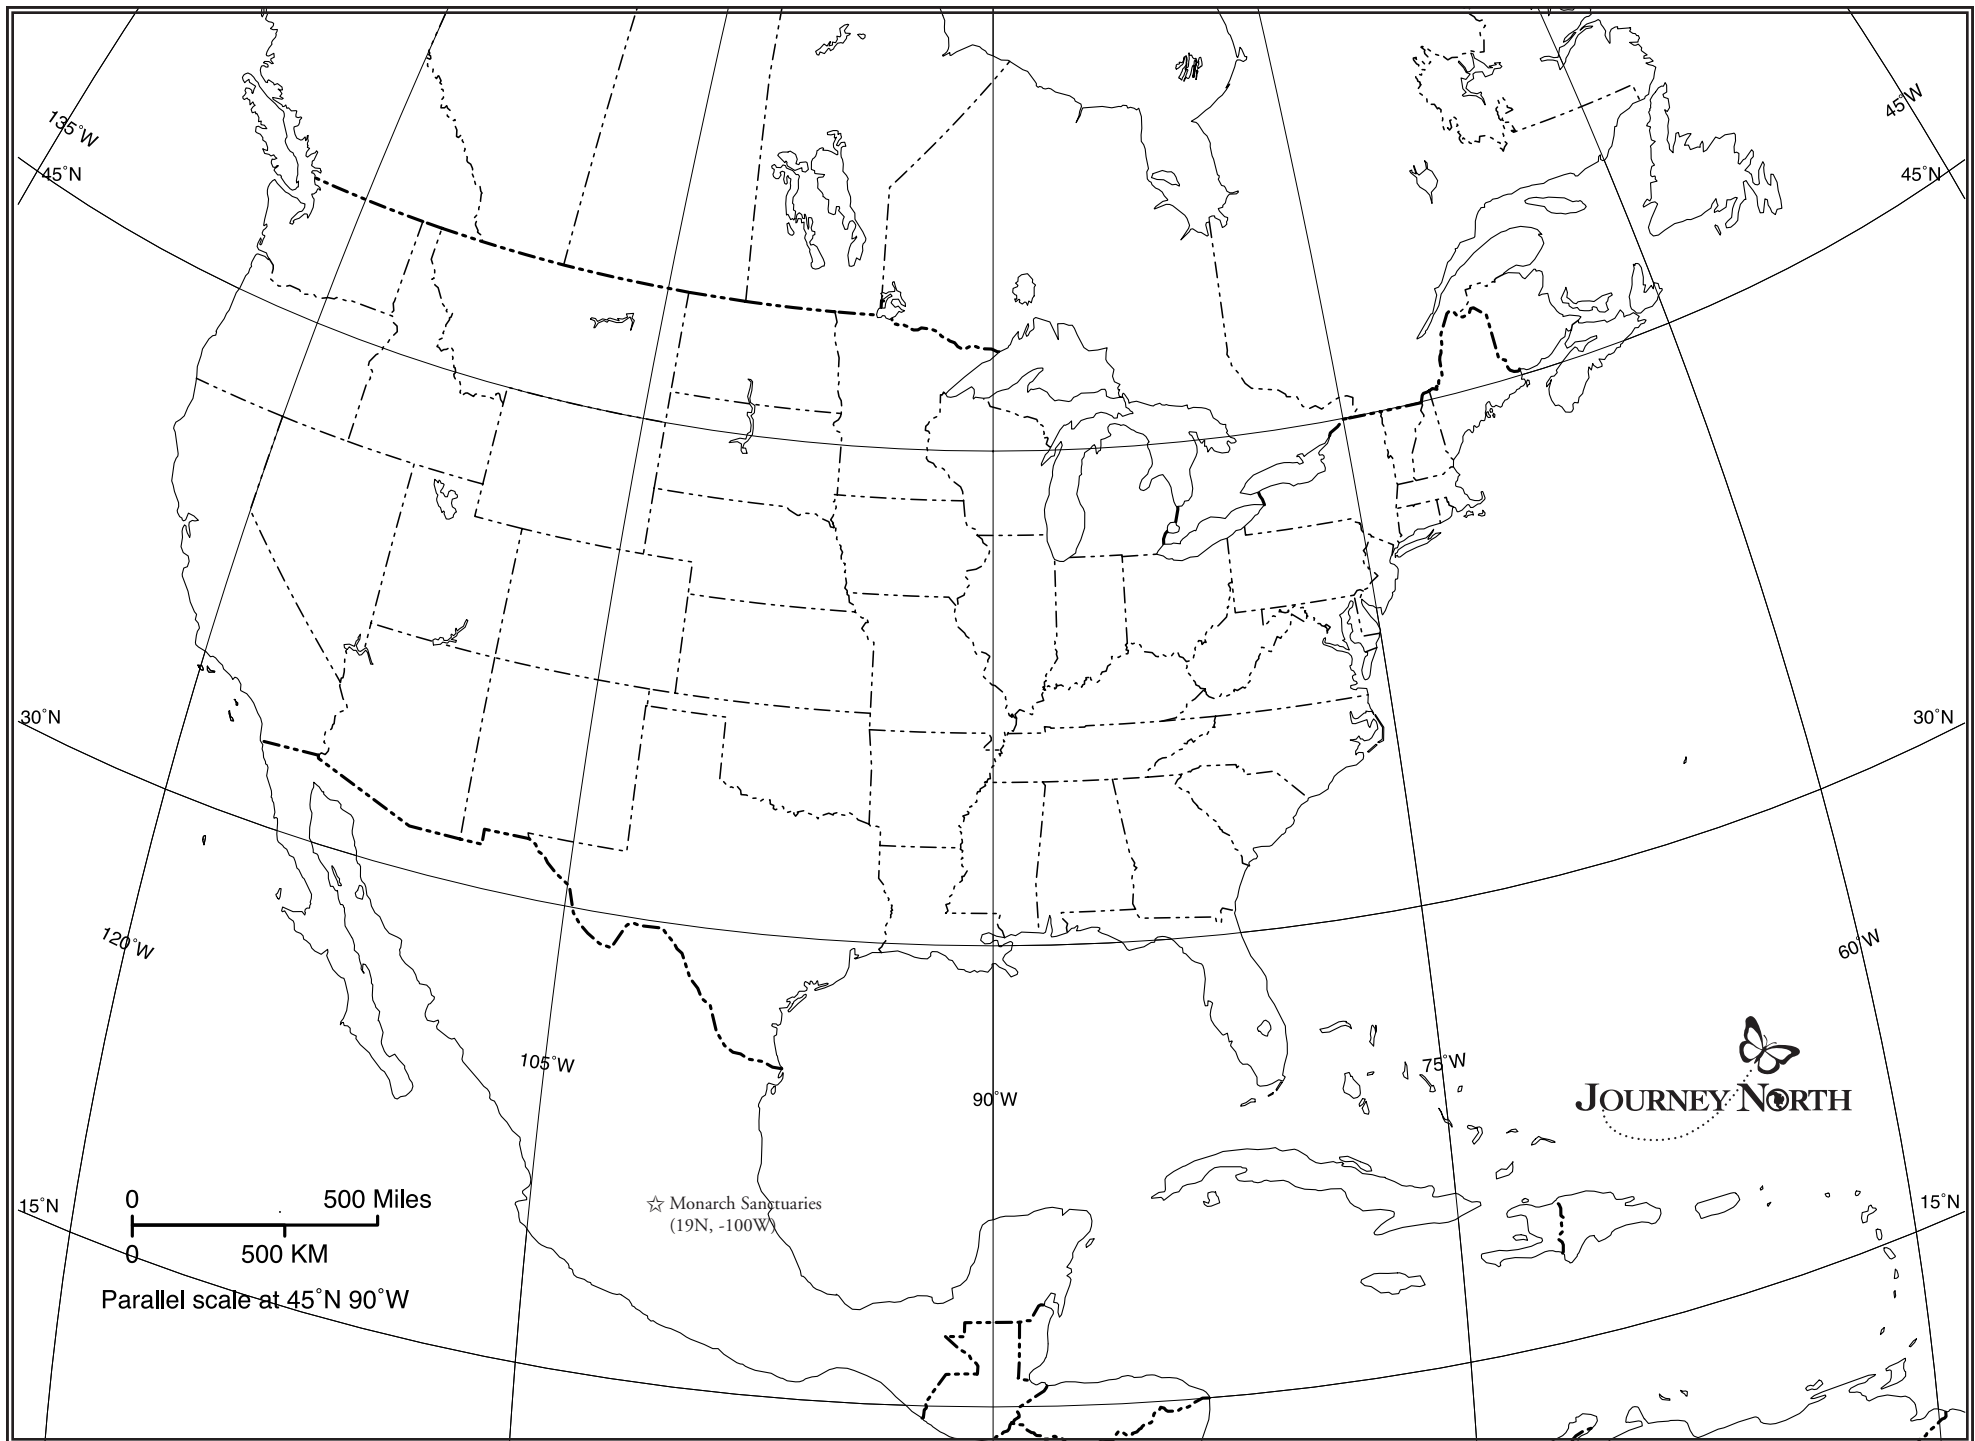 135°W
45°N
45°W
45°N
30°N
30°N
120°W
60°W
105°W
75°W
90°W
JOURNEY NORTH
15°N
15°N
0 500 Miles
0 500 KM
Parallel scale at 45°N 90°W
☆ Monarch Sanctuaries
(19N, -100W)